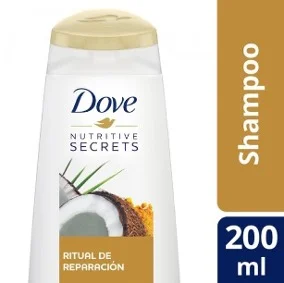 Dove
NUTRITIVE
SECRETS
RITUAL DE
REPARACIÓN
Shampoo
200
ml